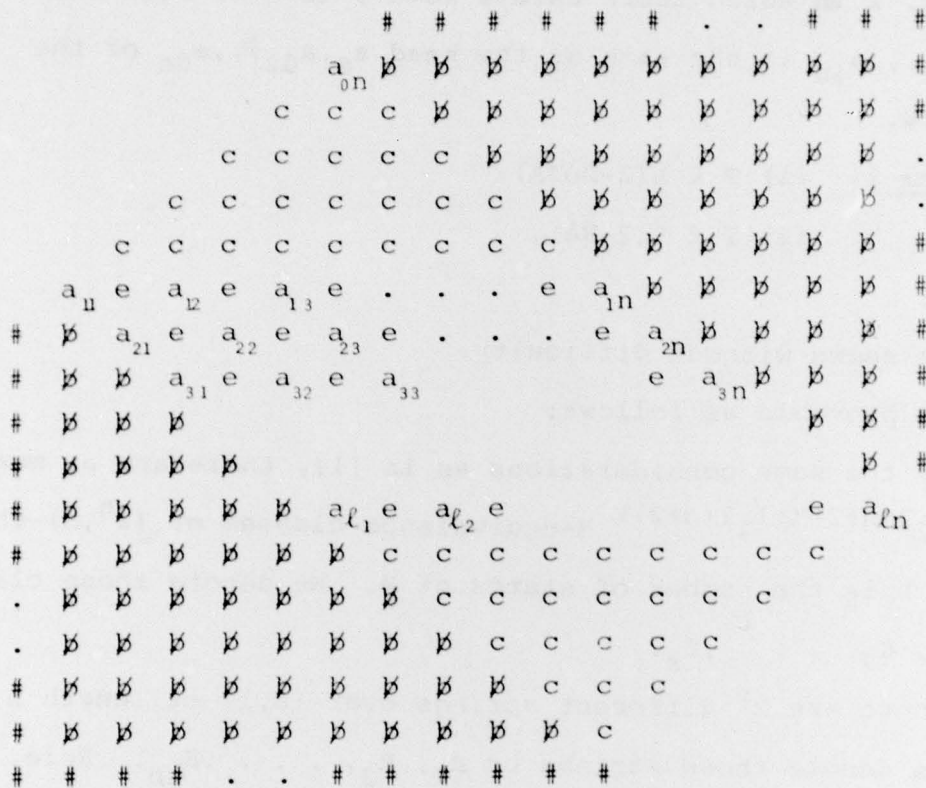 # # # # # # . . # # #
a₀ₙ ƀ ƀ ƀ ƀ ƀ ƀ ƀ ƀ ƀ ƀ #
c c c ƀ ƀ ƀ ƀ ƀ ƀ ƀ ƀ ƀ #
c c c c c ƀ ƀ ƀ ƀ ƀ ƀ ƀ ƀ .
c c c c c c c ƀ ƀ ƀ ƀ ƀ ƀ ƀ .
c c c c c c c c c ƀ ƀ ƀ ƀ ƀ ƀ #
a₁₁ e a₁₂ e a₁₃ e . . . e a₁ₙ ƀ ƀ ƀ ƀ ƀ #
# ƀ a₂₁ e a₂₂ e a₂₃ e . . . e a₂ₙ ƀ ƀ ƀ ƀ #
# ƀ ƀ a₃₁ e a₃₂ e a₃₃ e a₃ₙ ƀ ƀ ƀ #
# ƀ ƀ ƀ ƀ ƀ #
# ƀ ƀ ƀ ƀ ƀ #
# ƀ ƀ ƀ ƀ ƀ aℓ₁ e aℓ₂ e e aℓₙ
# ƀ ƀ ƀ ƀ ƀ ƀ c c c c c c c c c
. ƀ ƀ ƀ ƀ ƀ ƀ ƀ c c c c c c c
. ƀ ƀ ƀ ƀ ƀ ƀ ƀ ƀ c c c c c
# ƀ ƀ ƀ ƀ ƀ ƀ ƀ ƀ ƀ c c c
# ƀ ƀ ƀ ƀ ƀ ƀ ƀ ƀ ƀ ƀ c
# # # # . . # # # # # #